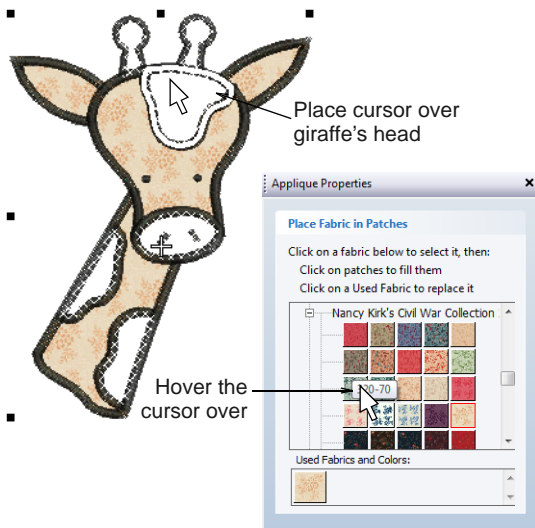 Place cursor over
giraffe's head
Applique Properties
Place Fabric in Patches
Click on a fabric below to select it, then:
Click on patches to fill them
Click on a Used Fabric to replace it
Nancy Kirk's Civil War Collection
20-70
Hover the
cursor over
Used Fabrics and Colors: